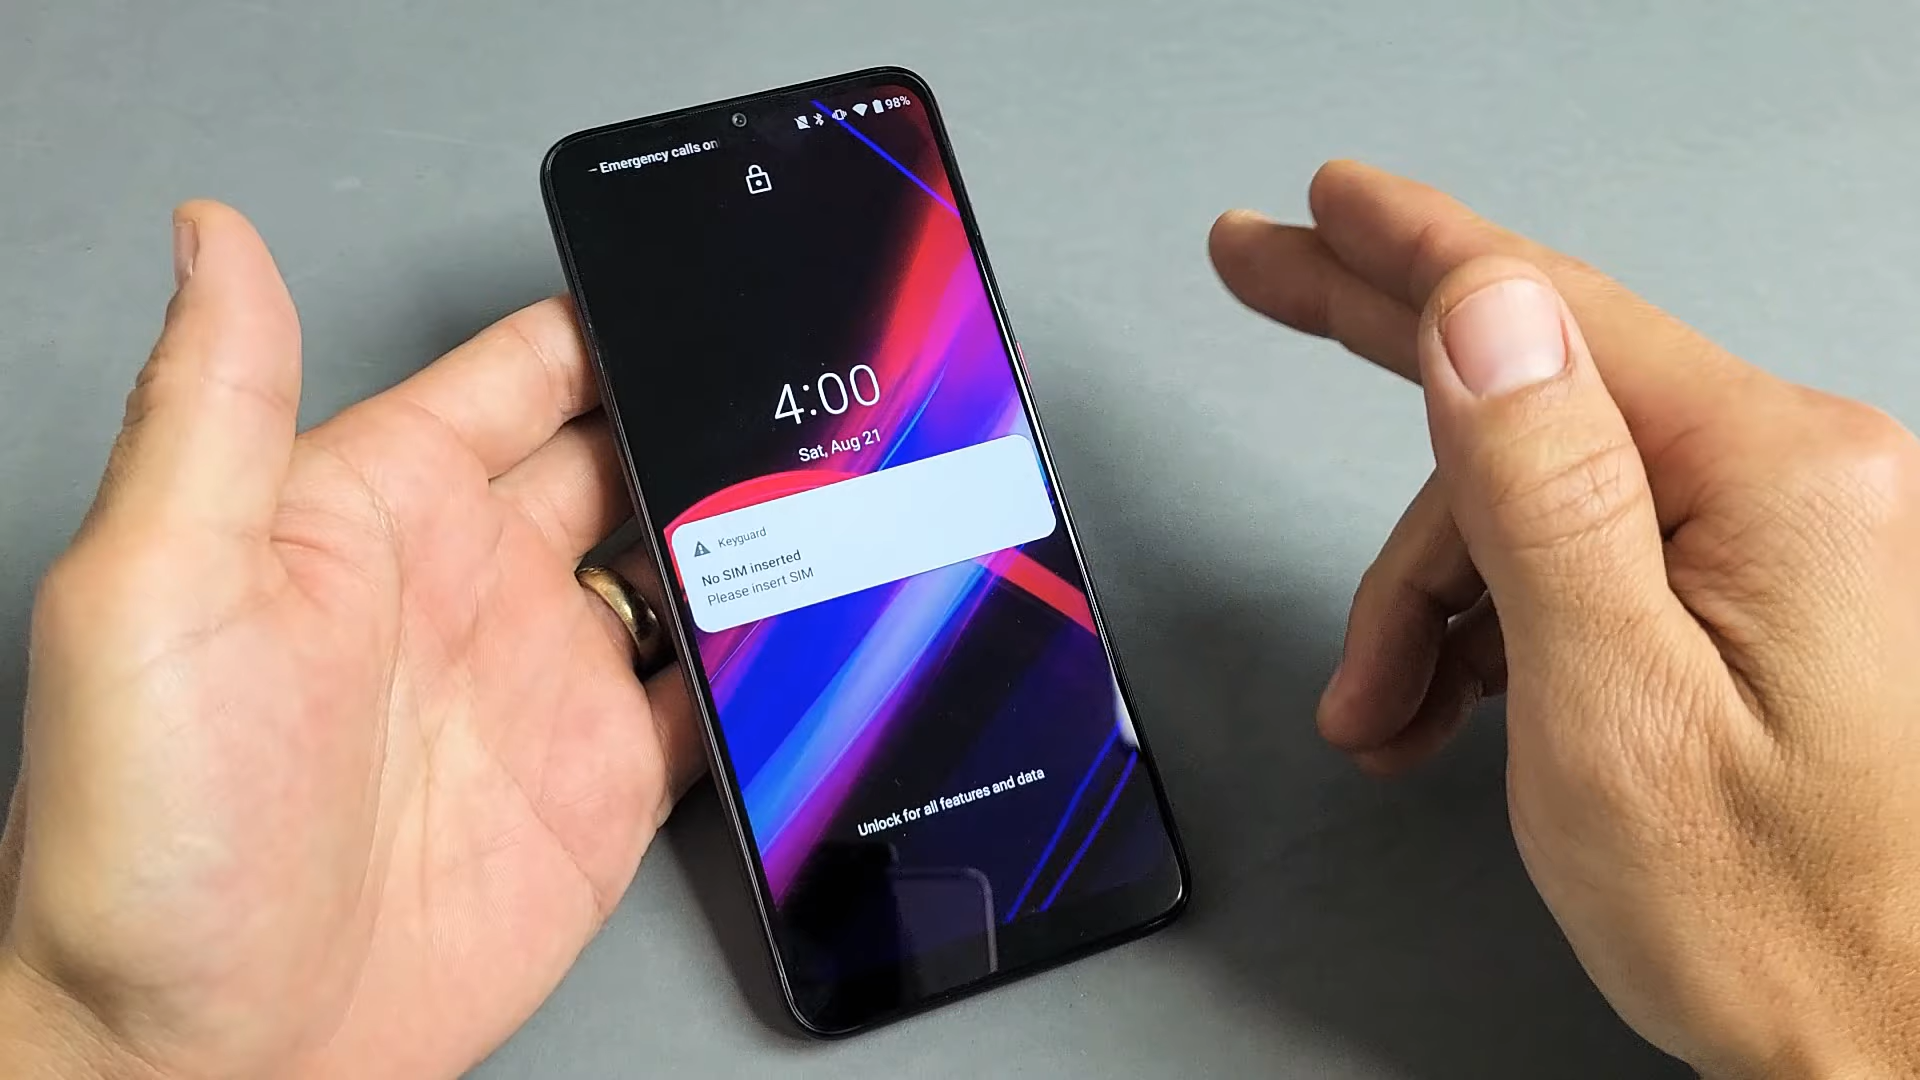 98%
– Emergency calls on
4:00
Sat, Aug 21
Keyguard
No SIM inserted
Please insert SIM
Unlock for all features and data